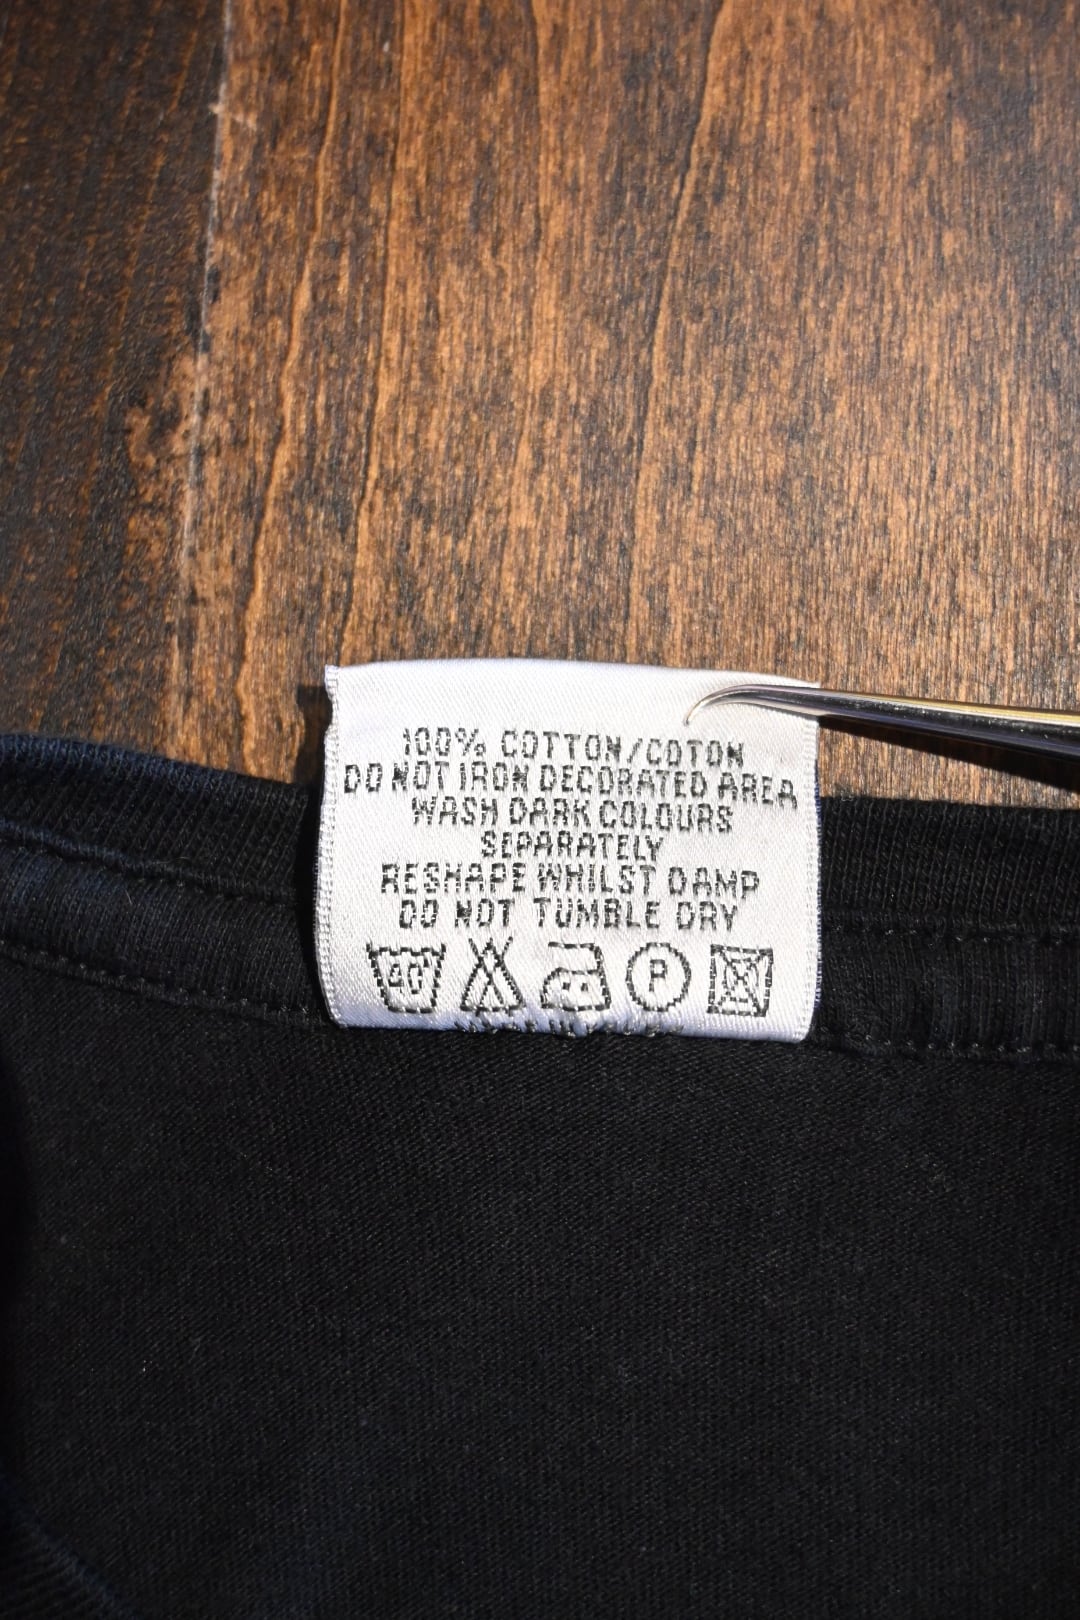 100% COTTON/COTON
DO NOT IRON DECORATED AREA
WASH DARK COLOURS
SEPARATELY
RESHAPE WHILST DAMP
DO NOT TUMBLE DRY
40° P